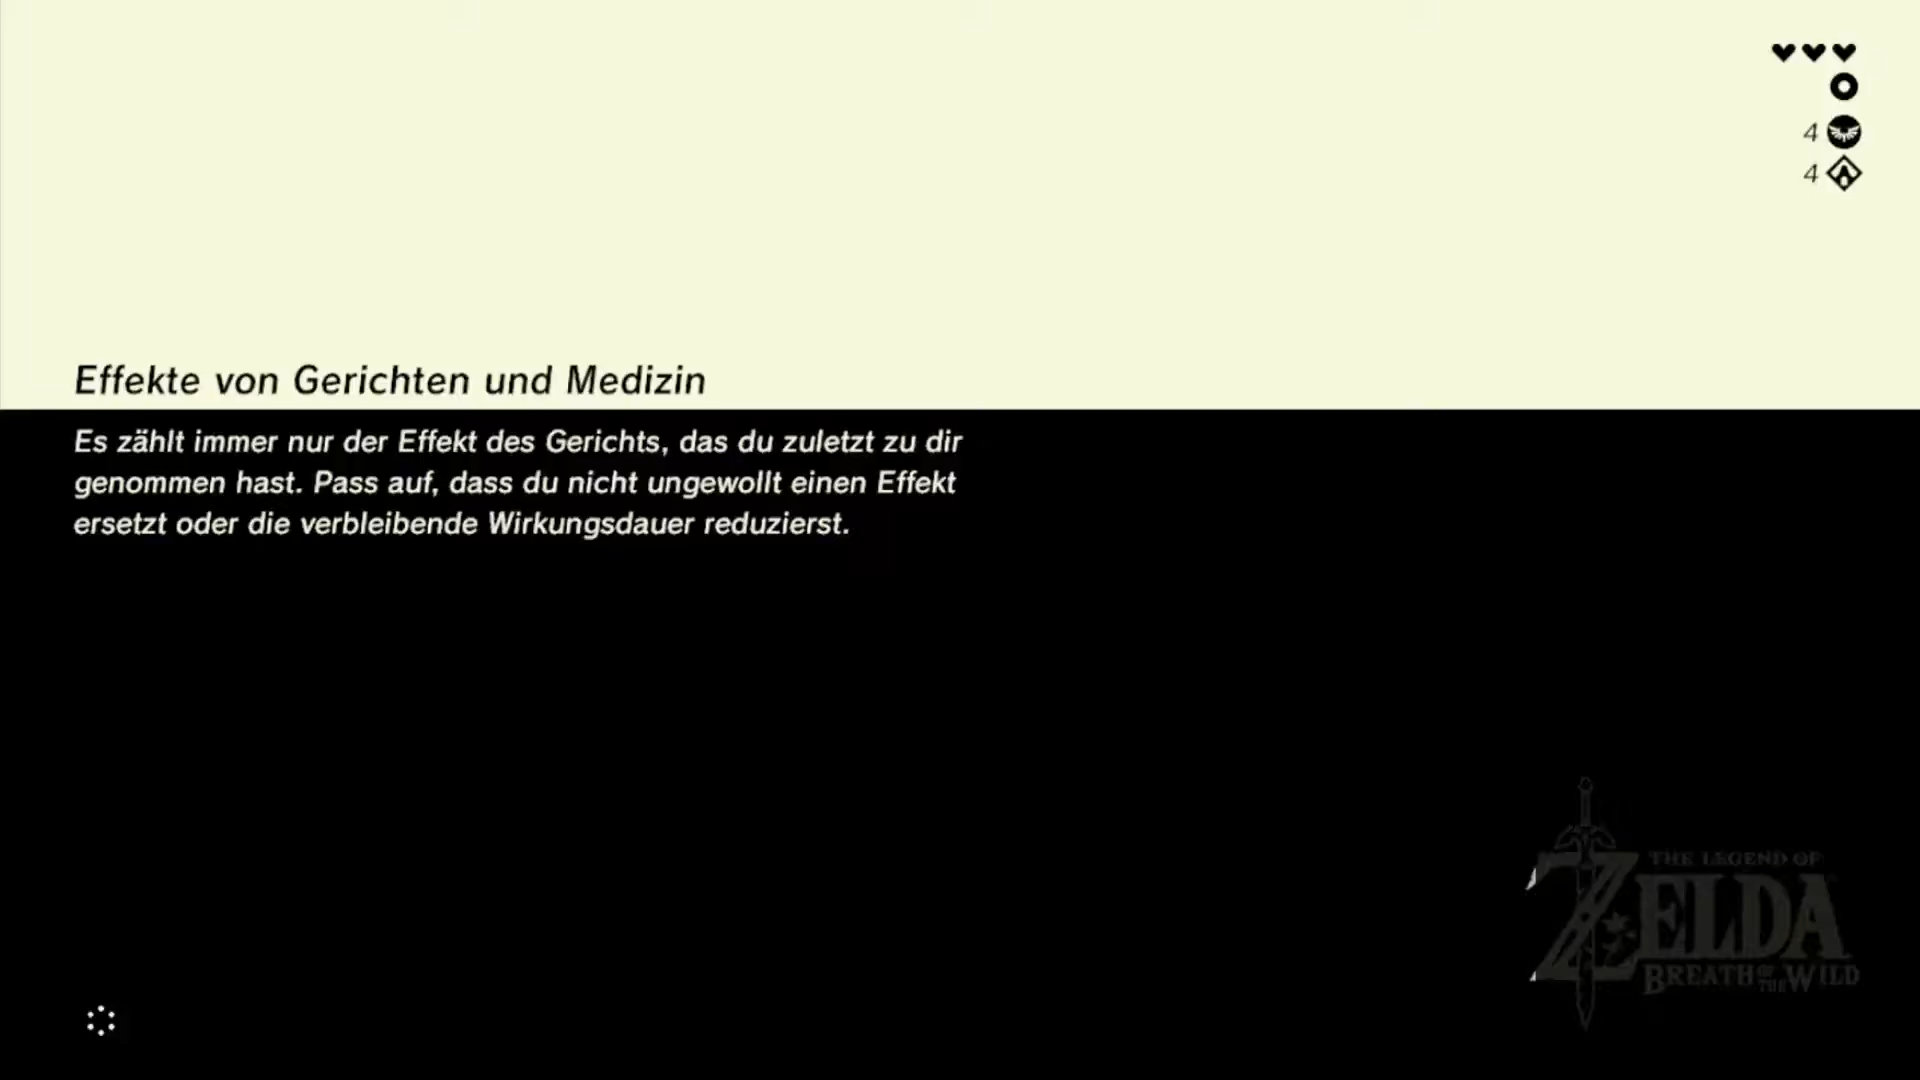 4
4
Effekte von Gerichten und Medizin
Es zählt immer nur der Effekt des Gerichts, das du zuletzt zu dir
genommen hast. Pass auf, dass du nicht ungewollt einen Effekt
ersetzt oder die verbleibende Wirkungsdauer reduzierst.
THE LEGEND OF
ZELDA
BREATH OF THE WILD